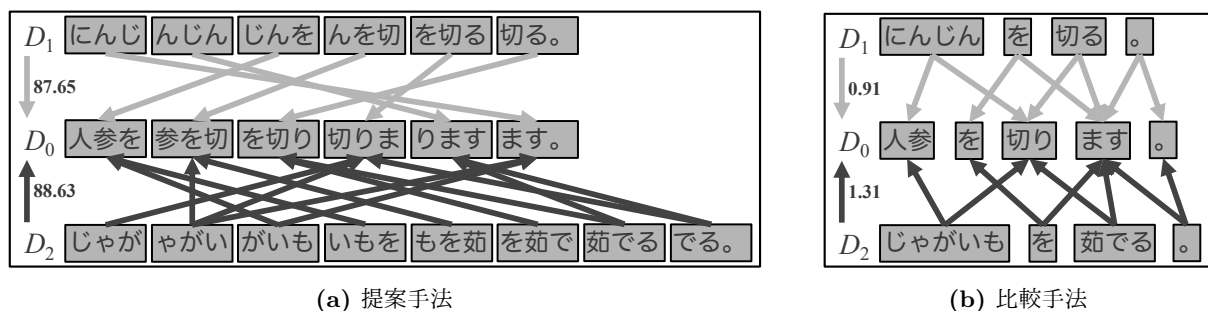 D1 にんじ んじん じんを んを切 を切る 切る。
87.65
D0 人参を 参を切 を切り 切りま ります ます。
88.63
D2 じゃが ゃがい がいも いもを もを茹 を茹で 茹でる でる。
(a) 提案手法
D1 にんじん を 切る 。
0.91
D0 人参 を 切り ます 。
1.31
D2 じゃがいも を 茹でる 。
(b) 比較手法